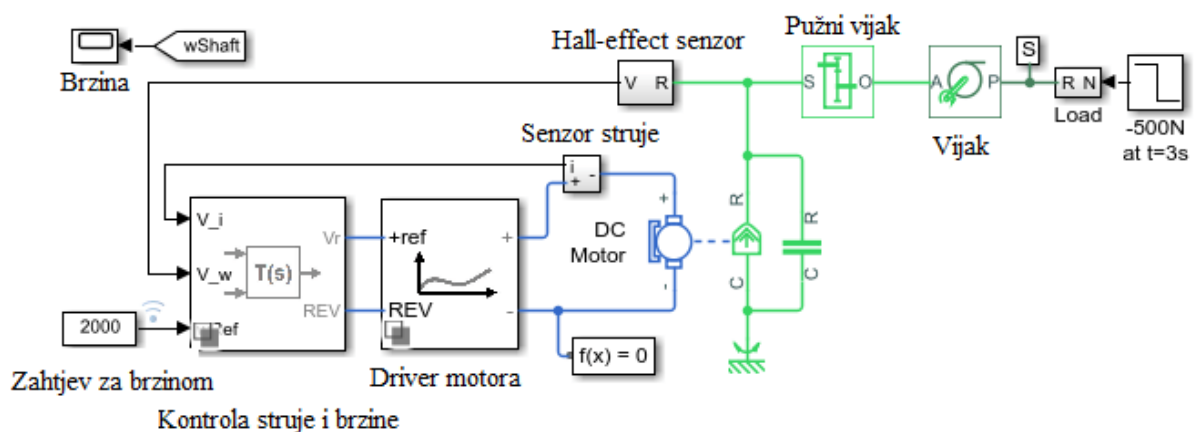 wShaft
Brzina
Hall-effect senzor
V R
Pužni vijak
S O
A P
Vijak
S
R N
Load
-500N
at t=3s
Senzor struje
i
+ -
V_i
V_w
T(s)
Vr
REV
2000
Zahtjev za brzinom
Kontrola struje i brzine
+ref
REV
+
-
Driver motora
f(x) = 0
DC
Motor
+
-
R
C
R
C